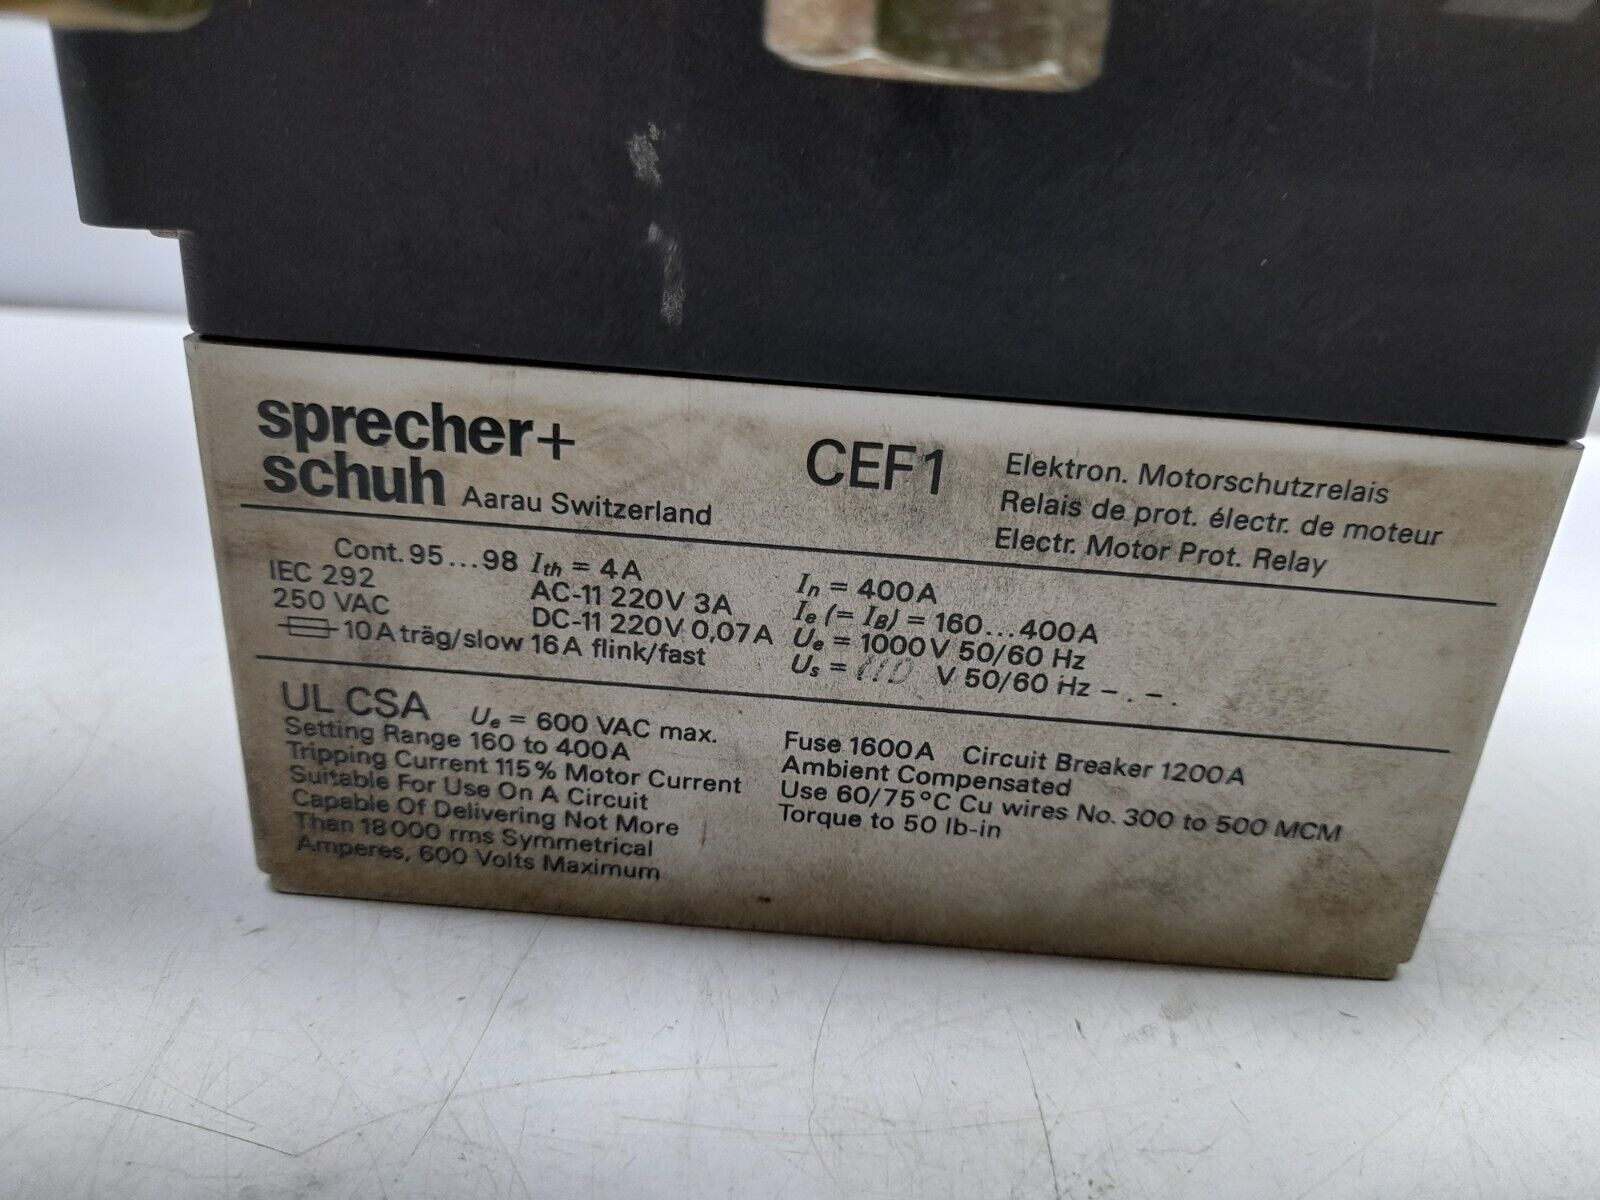 sprecher+
schuh Aarau Switzerland
CEF1
Elektron. Motorschutzrelais
Relais de prot. électr. de moteur
Electr. Motor Prot. Relay
Cont. 95...98 Ith = 4A
IEC 292 AC-11 220V 3A
250 VAC DC-11 220V 0,07A
10A träg/slow 16A flink/fast
In = 400A
Ie (= IB) = 160...400A
Ue = 1000V 50/60 Hz
Us = 110 V 50/60 Hz - . - .
UL CSA Ue = 600 VAC max.
Setting Range 160 to 400A
Tripping Current 115% Motor Current
Suitable For Use On A Circuit
Capable Of Delivering Not More
Than 18000 rms Symmetrical
Amperes, 600 Volts Maximum
Fuse 1600A Circuit Breaker 1200A
Ambient Compensated
Use 60/75°C Cu wires No. 300 to 500 MCM
Torque to 50 lb-in